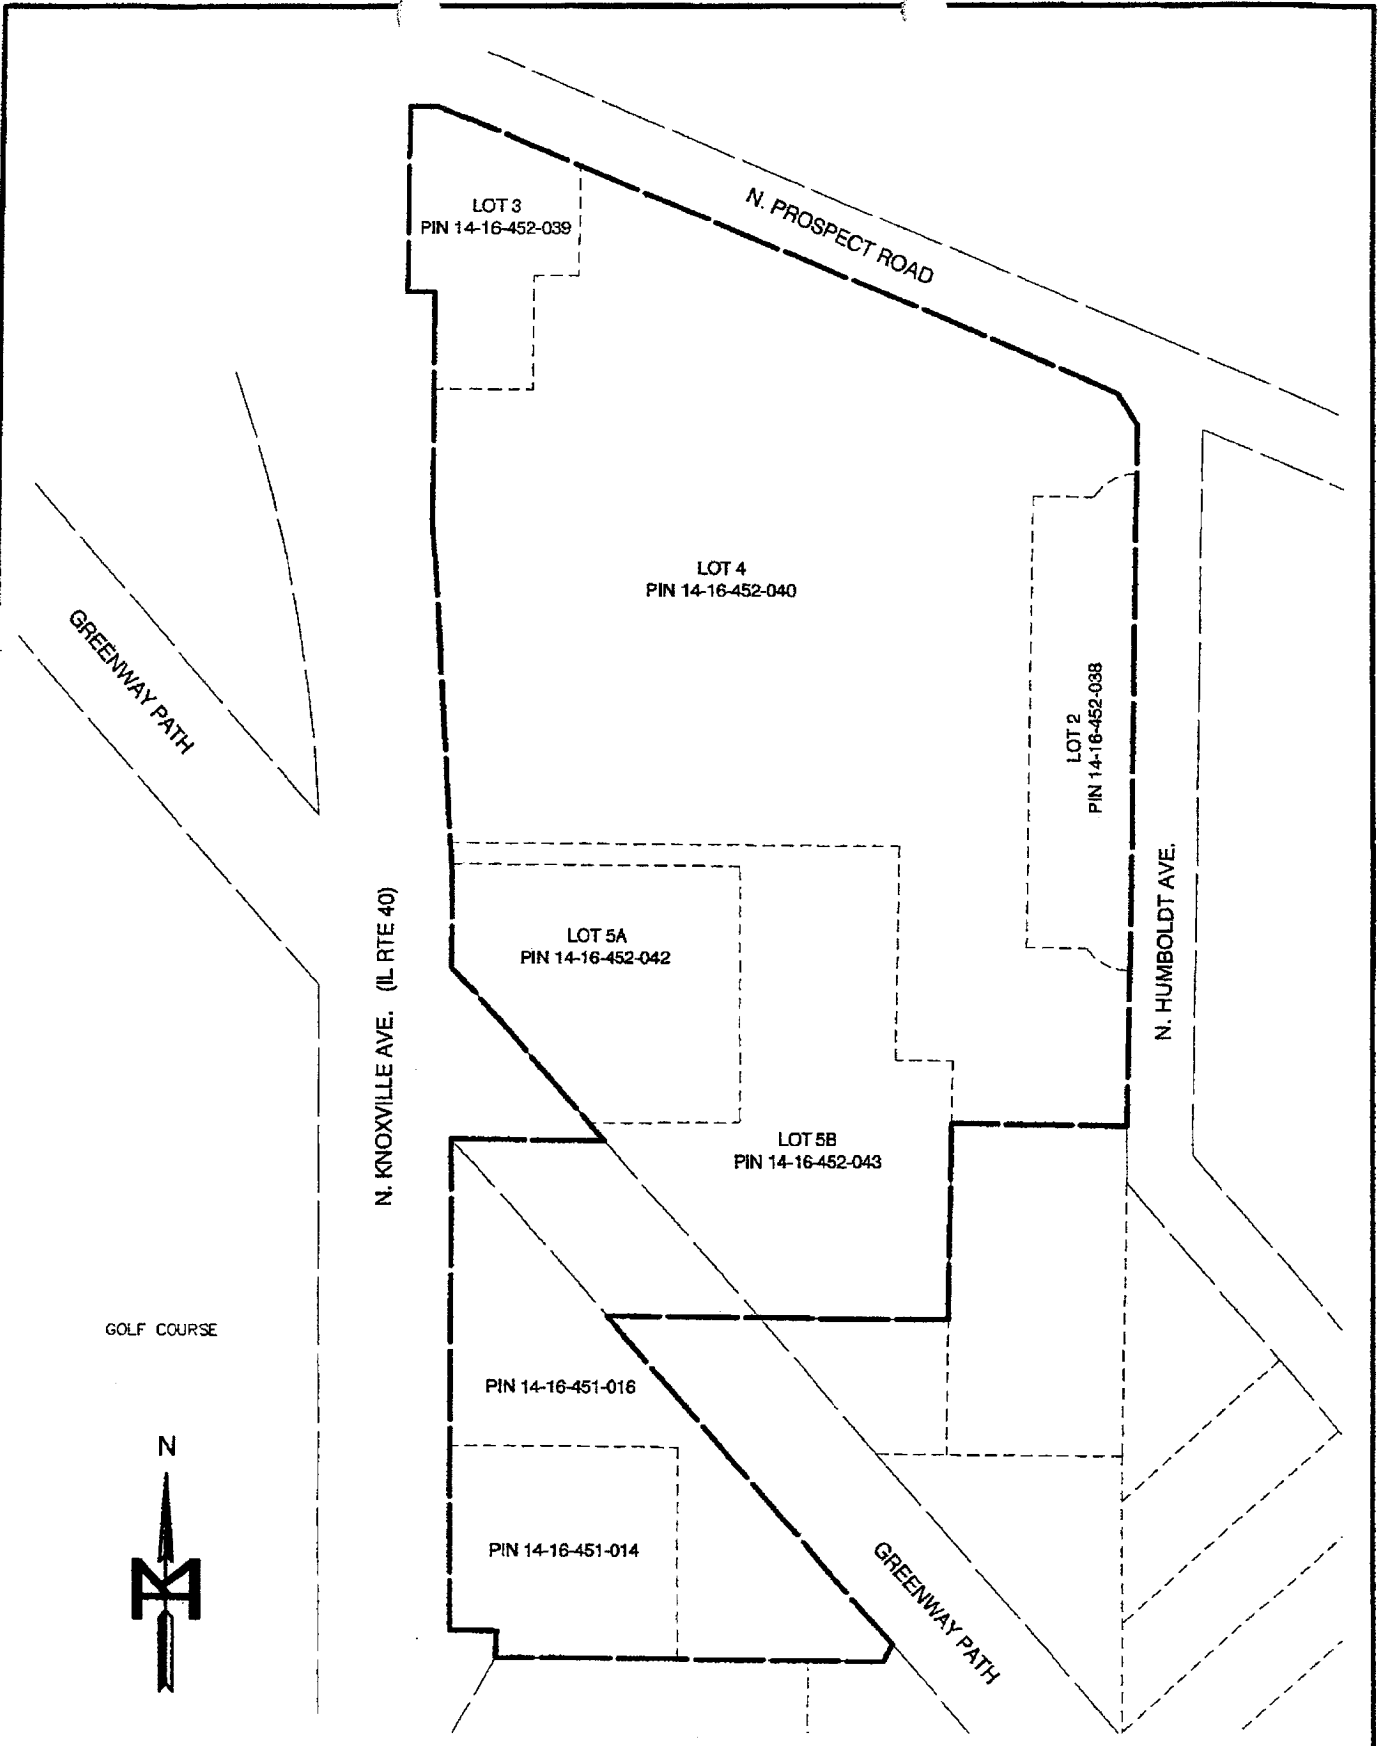 LOT 3
PIN 14-16-452-039
N. PROSPECT ROAD
LOT 4
PIN 14-16-452-040
GREENWAY PATH
LOT 2
PIN 14-16-452-038
N. HUMBOLDT AVE.
N. KNOXVILLE AVE. (IL RTE 40)
LOT 5A
PIN 14-16-452-042
LOT 5B
PIN 14-16-452-043
GOLF COURSE
PIN 14-16-451-016
N
PIN 14-16-451-014
GREENWAY PATH